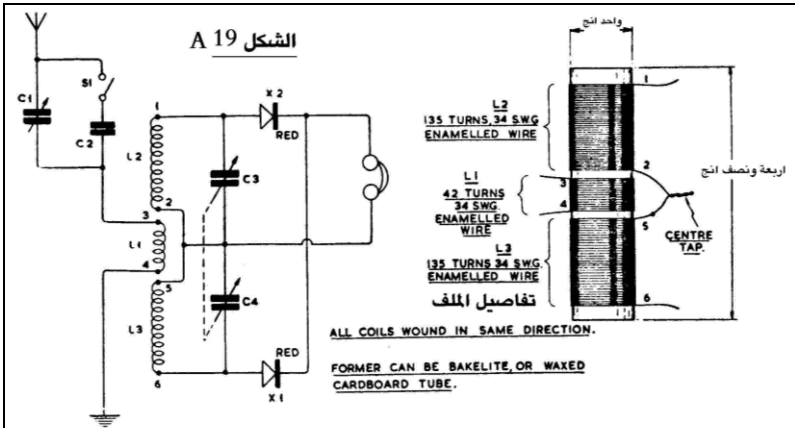 الشكل 19 A
S1
C1
C2
1
L2
2
3
L1
4
5
L3
6
X2
RED
C3
C4
RED
X1
واحد انج
1
L2
135 TURNS, 34 S.W.G
ENAMELLED WIRE
L1
42 TURNS
34 SWG.
ENAMELLED
WIRE
3
4
2
5
اربعة ونصف انج
CENTRE
TAP.
L3
135 TURNS 34 SWG.
ENAMELLED WIRE
6
تفاصيل الملف
ALL COILS WOUND IN SAME DIRECTION.
FORMER CAN BE BAKELITE, OR WAXED
CARDBOARD TUBE.